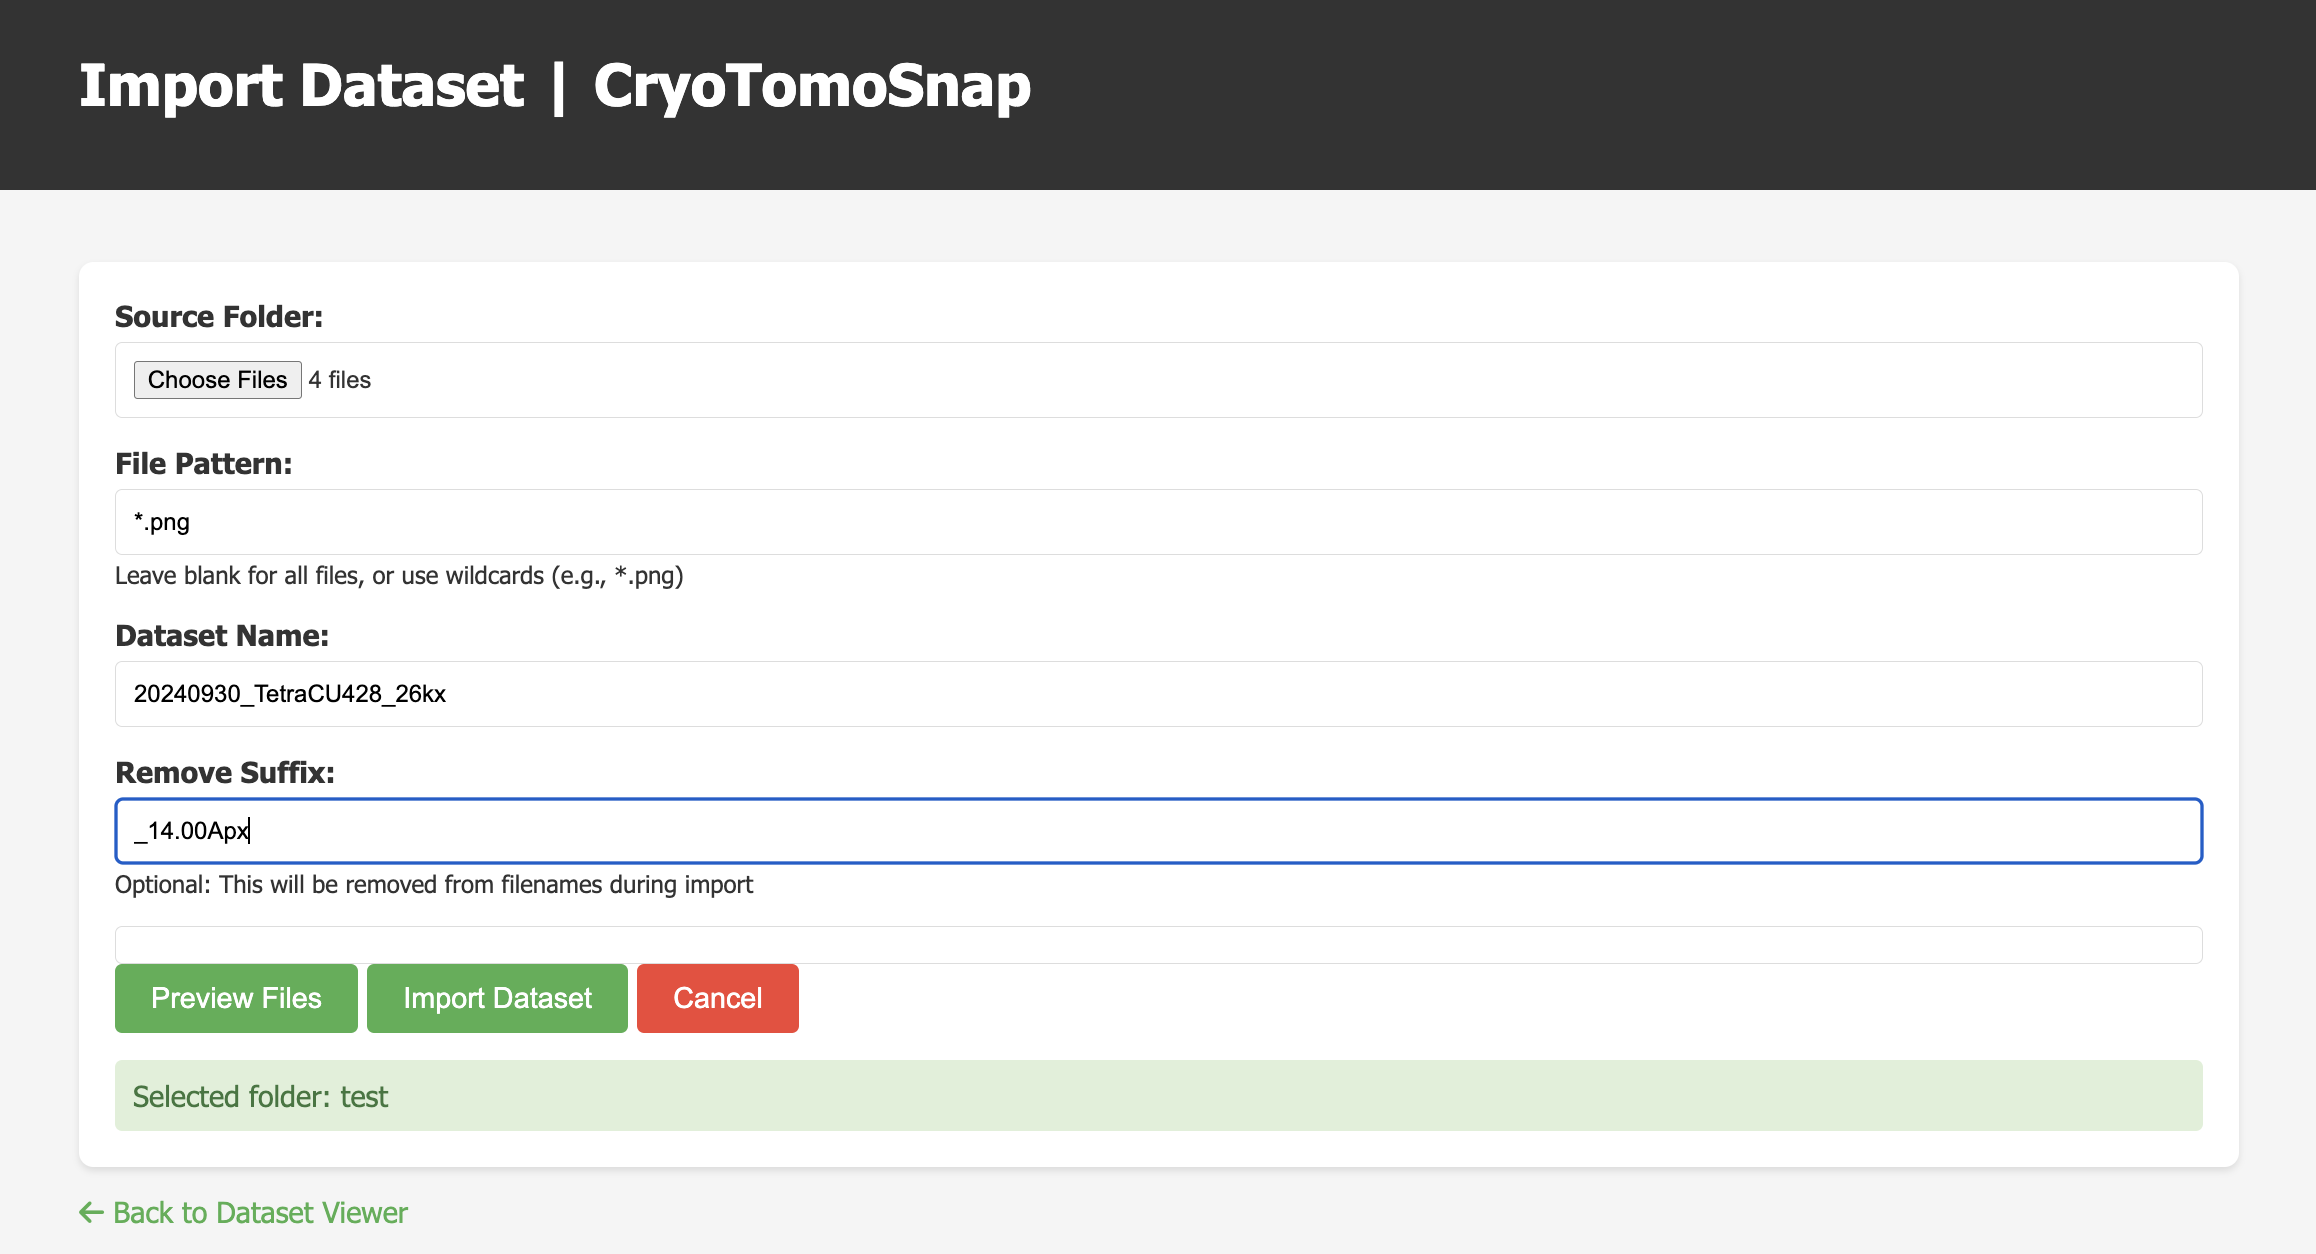 Import Dataset | CryoTomoSnap
Source Folder:
Choose Files 4 files
File Pattern:
*.png
Leave blank for all files, or use wildcards (e.g., *.png)
Dataset Name:
20240930_TetraCU428_26kx
Remove Suffix:
_14.00Apx
Optional: This will be removed from filenames during import
Preview Files Import Dataset Cancel
Selected folder: test
← Back to Dataset Viewer